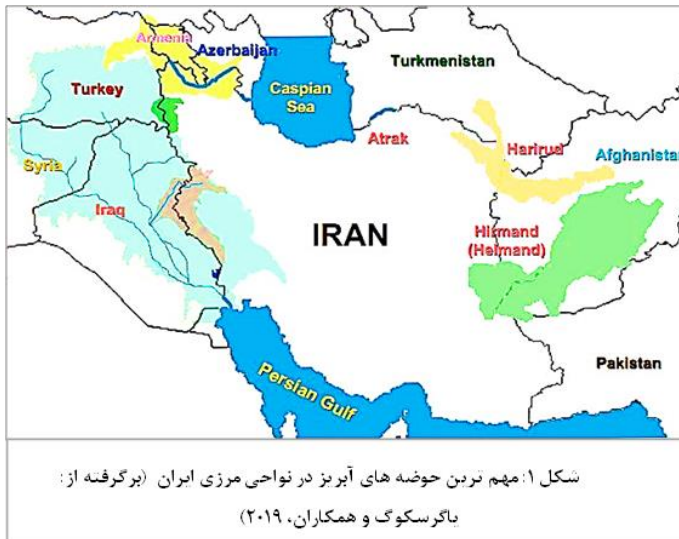 Armenia
Azerbaijan
Turkmenistan
Turkey
Caspian
Sea
Atrak
Harirud
Afghanistan
Syria
Iraq
IRAN
Hirmand
(Helmand)
Pakistan
Persian Gulf
شکل ۱: مهم ترین حوضه های آبریز در نواحی مرزی ایران (برگرفته از:
یاگرسکوگ و همکاران، ۲۰۱۹)